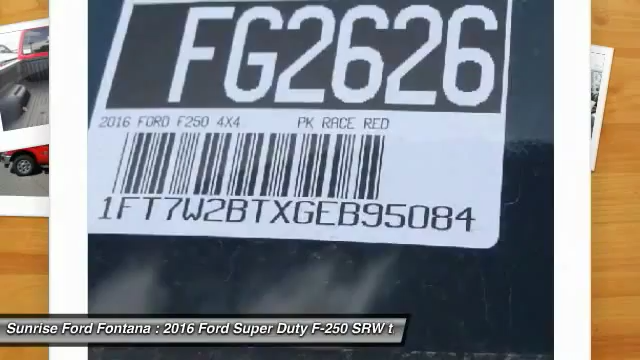 FG2626
2016 FORD F250 4X4 PK RACE RED
1FT7W2BTXGEB95084
Sunrise Ford Fontana : 2016 Ford Super Duty F-250 SRW t